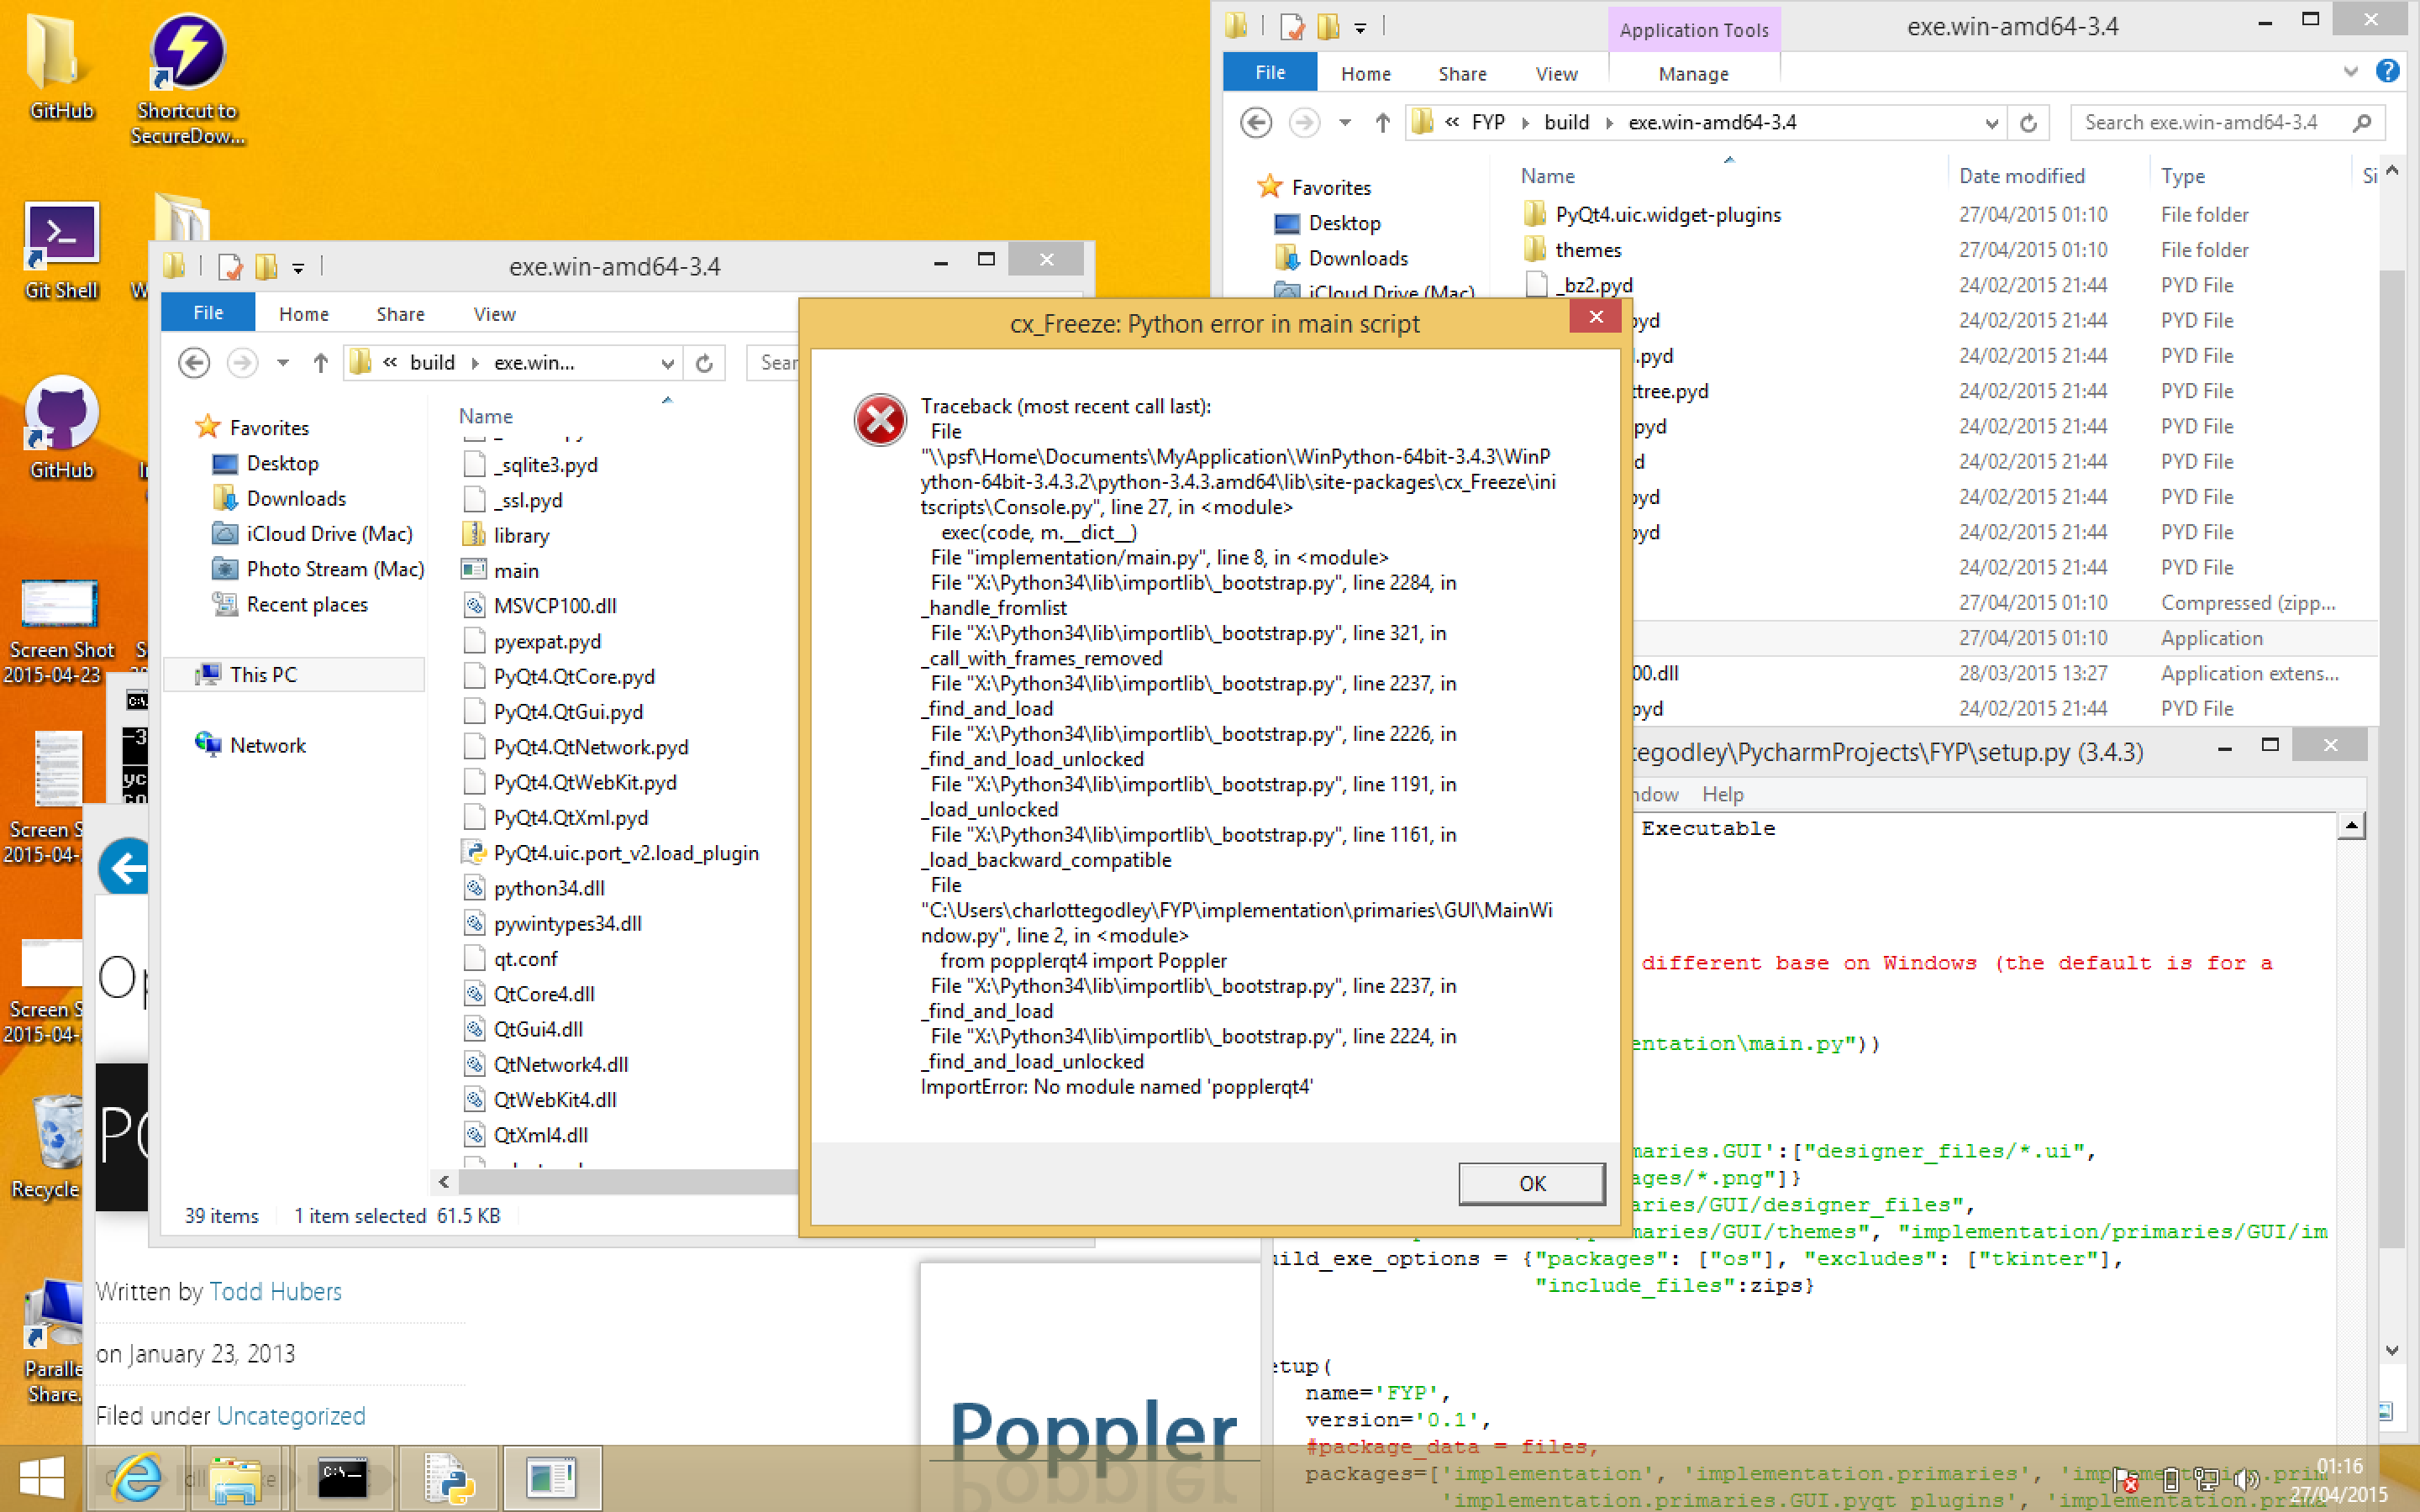 GitHub
Shortcut to
SecureDow...
Git Shell
GitHub
Screen Shot
2015-04-23
Screen S
2015-04-
Screen S
2015-04-
Recycle
Paralle
Share.
exe.win-amd64-3.4
File
Home
Share
View
build
exe.win...
Sear
Favorites
Desktop
Downloads
iCloud Drive (Mac)
Photo Stream (Mac)
Recent places
This PC
Network
Name
_sqlite3.pyd
_ssl.pyd
library
main
MSVCP100.dll
pyexpat.pyd
PyQt4.QtCore.pyd
PyQt4.QtGui.pyd
PyQt4.QtNetwork.pyd
PyQt4.QtWebKit.pyd
PyQt4.QtXml.pyd
PyQt4.uic.port_v2.load_plugin
python34.dll
pywintypes34.dll
qt.conf
QtCore4.dll
QtGui4.dll
QtNetwork4.dll
QtWebKit4.dll
QtXml4.dll
39 items 1 item selected 61.5 KB
Application Tools
exe.win-amd64-3.4
File
Home
Share
View
Manage
« FYP build exe.win-amd64-3.4
Search exe.win-amd64-3.4
Favorites
Desktop
Downloads
iCloud Drive (Mac)
Name Date modified Type Si
PyQt4.uic.widget-plugins 27/04/2015 01:10 File folder
themes 27/04/2015 01:10 File folder
_bz2.pyd 24/02/2015 21:44 PYD File
pyd 24/02/2015 21:44 PYD File
l.pyd 24/02/2015 21:44 PYD File
ttree.pyd 24/02/2015 21:44 PYD File
.pyd 24/02/2015 21:44 PYD File
d 24/02/2015 21:44 PYD File
pyd 24/02/2015 21:44 PYD File
pyd 24/02/2015 21:44 PYD File
24/02/2015 21:44 PYD File
27/04/2015 01:10 Compressed (zipp...
27/04/2015 01:10 Application
00.dll 28/03/2015 13:27 Application extens...
pyd 24/02/2015 21:44 PYD File
cx_Freeze: Python error in main script
Traceback (most recent call last):
File
"\\psf\Home\Documents\MyApplication\WinPython-64bit-3.4.3\WinP
ython-64bit-3.4.3.2\python-3.4.3.amd64\lib\site-packages\cx_Freeze\ini
tscripts\Console.py", line 27, in <module>
exec(code, m.__dict__)
File "implementation/main.py", line 8, in <module>
File "X:\Python34\lib\importlib\_bootstrap.py", line 2284, in
_handle_fromlist
File "X:\Python34\lib\importlib\_bootstrap.py", line 321, in
_call_with_frames_removed
File "X:\Python34\lib\importlib\_bootstrap.py", line 2237, in
_find_and_load
File "X:\Python34\lib\importlib\_bootstrap.py", line 2226, in
_find_and_load_unlocked
File "X:\Python34\lib\importlib\_bootstrap.py", line 1191, in
_load_unlocked
File "X:\Python34\lib\importlib\_bootstrap.py", line 1161, in
_load_backward_compatible
File
"C:\Users\charlottegodley\FYP\implementation\primaries\GUI\MainWi
ndow.py", line 2, in <module>
from popplerqt4 import Poppler
File "X:\Python34\lib\importlib\_bootstrap.py", line 2237, in
_find_and_load
File "X:\Python34\lib\importlib\_bootstrap.py", line 2224, in
_find_and_load_unlocked
ImportError: No module named 'popplerqt4'
OK
tegodley\PycharmProjects\FYP\setup.py (3.4.3)
ndow Help
Executable
different base on Windows (the default is for a
entation\main.py"))
maries.GUI':["designer_files/*.ui",
ages/*.png"]}
aries/GUI/designer_files",
maries/GUI/themes", "implementation/primaries/GUI/im
uild_exe_options = {"packages": ["os"], "excludes": ["tkinter"],
"include_files":zips}
etup(
name='FYP',
version='0.1',
#package_data = files,
packages=['implementation', 'implementation.primaries', 'implementation.prim
'implementation.primaries.GUI.pyqt_plugins', 'implementation.pr
Op
PO
Written by Todd Hubers
on January 23, 2013
Filed under Uncategorized
Poppler
01:16
27/04/2015